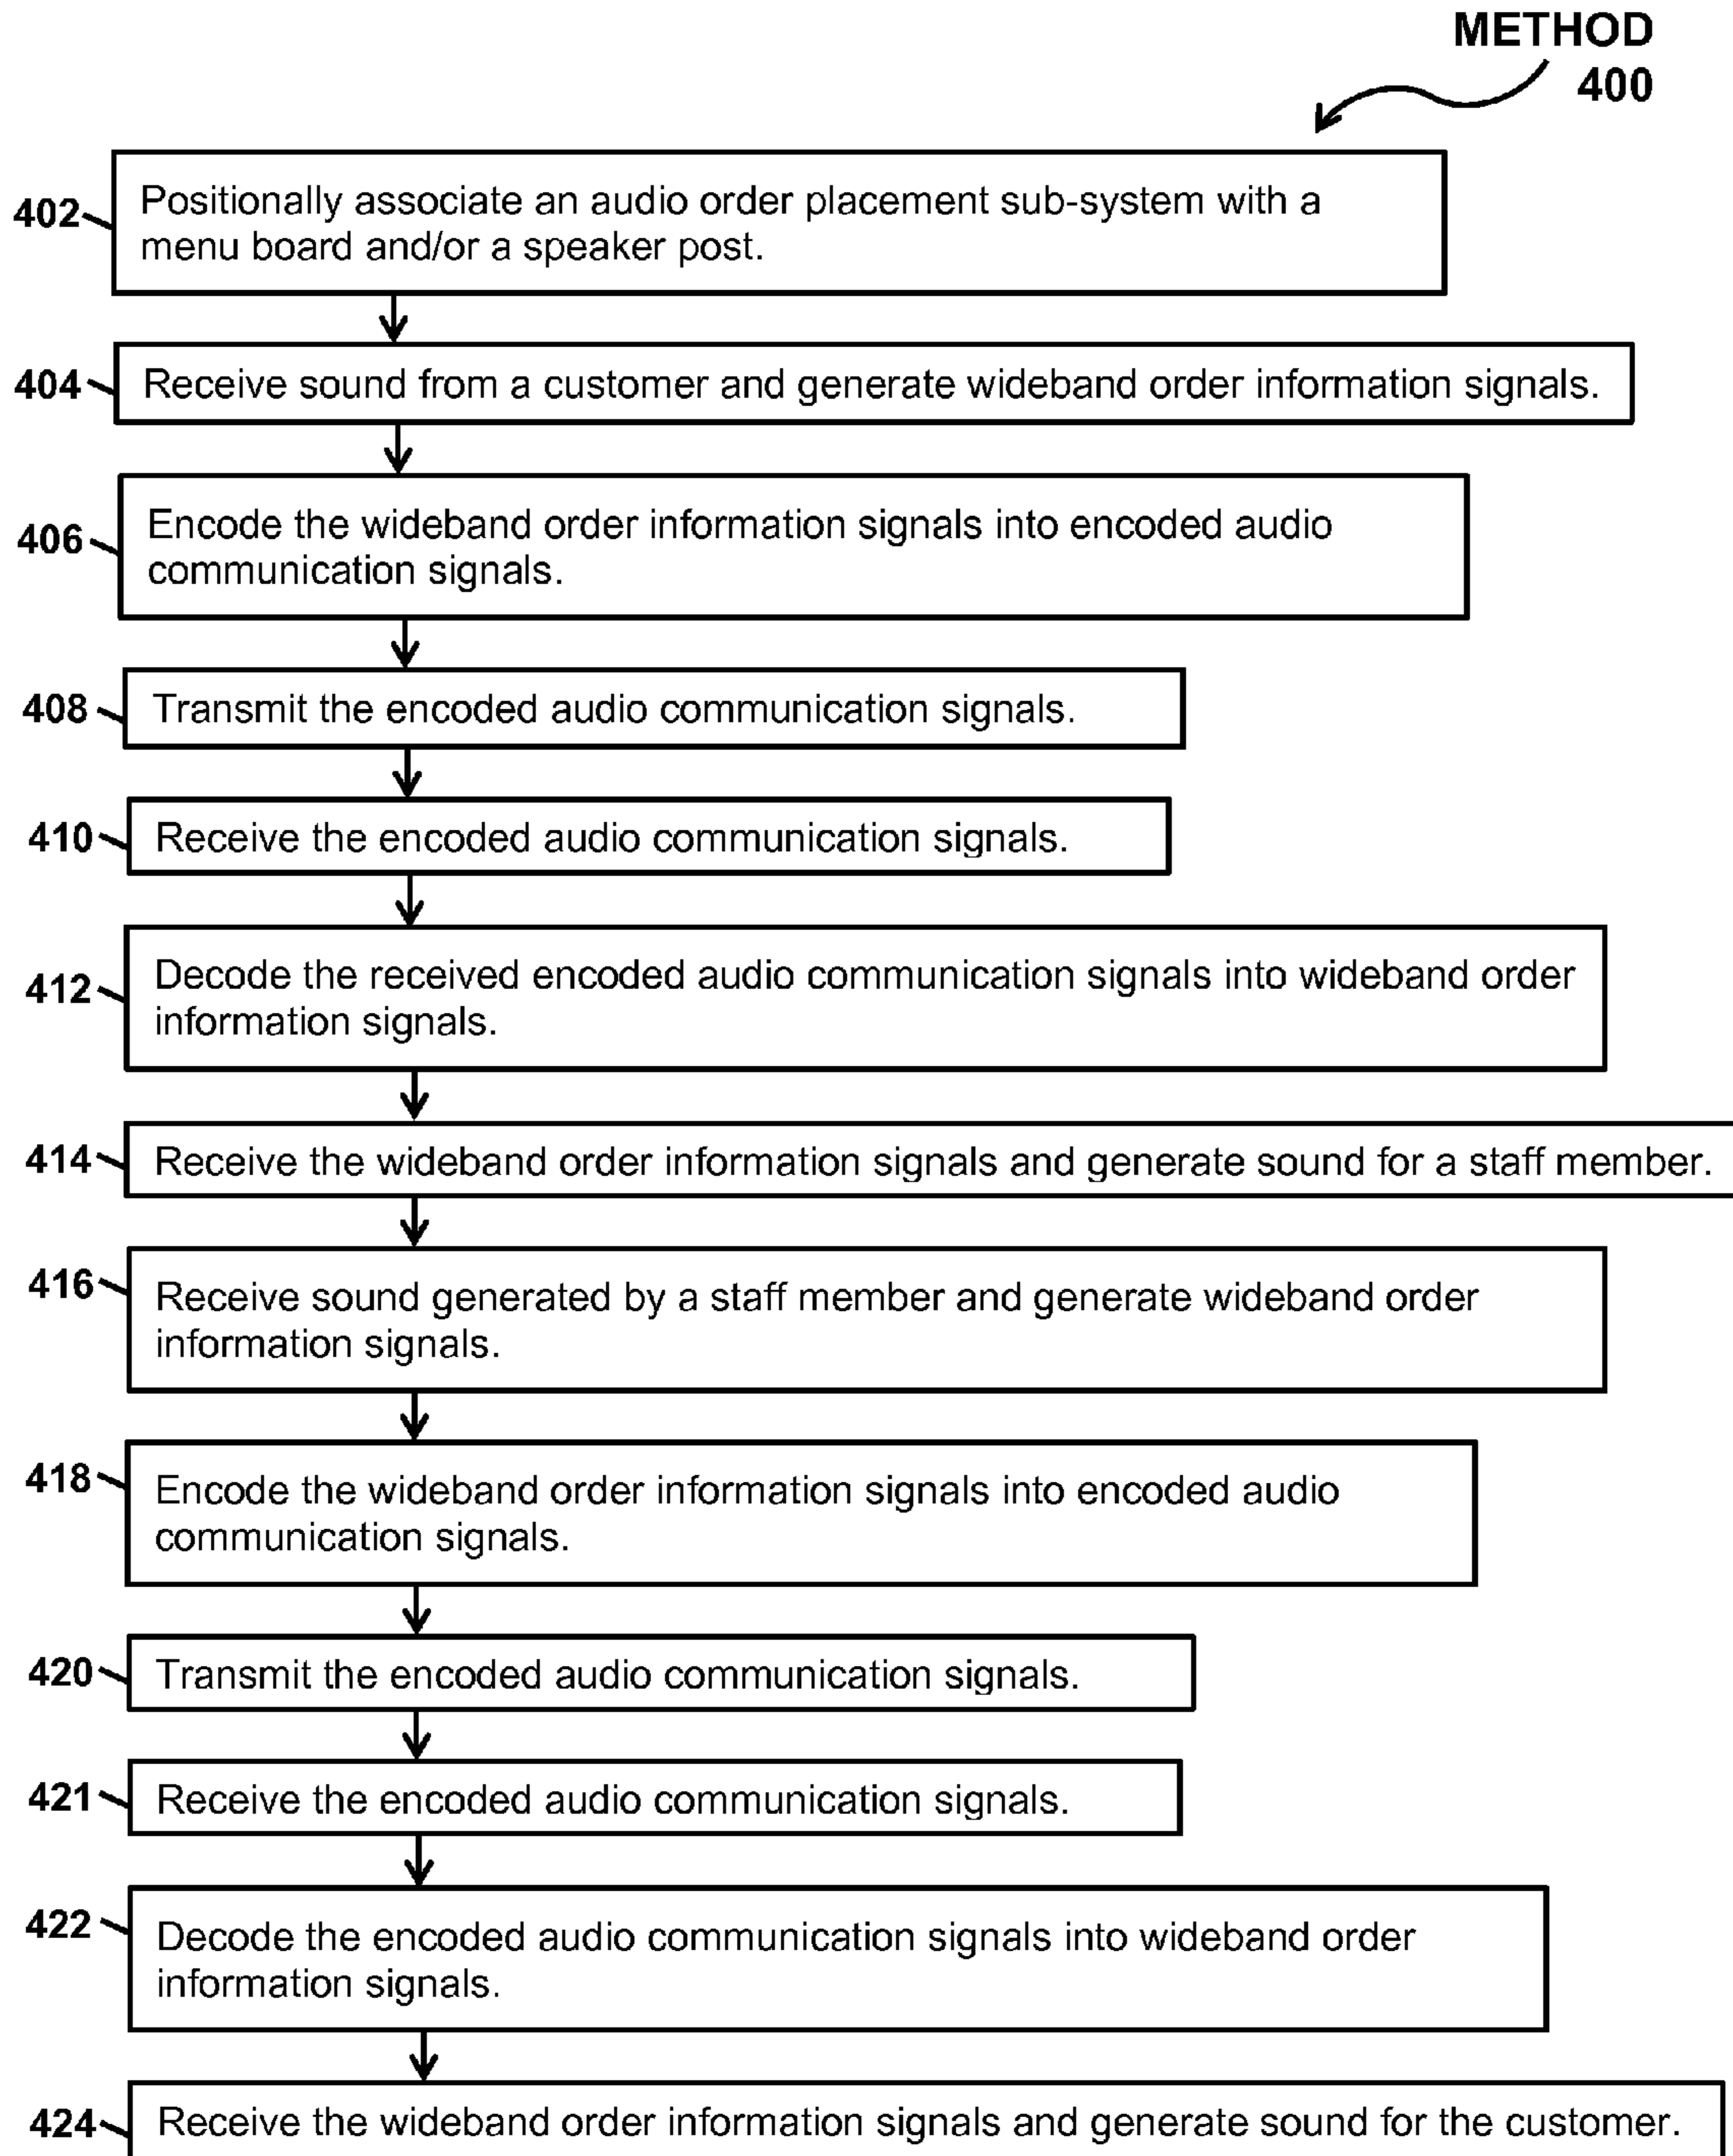 METHOD
400
402
Positionally associate an audio order placement sub-system with a
menu board and/or a speaker post.
404
Receive sound from a customer and generate wideband order information signals.
406
Encode the wideband order information signals into encoded audio
communication signals.
408
Transmit the encoded audio communication signals.
410
Receive the encoded audio communication signals.
412
Decode the received encoded audio communication signals into wideband order
information signals.
414
Receive the wideband order information signals and generate sound for a staff member.
416
Receive sound generated by a staff member and generate wideband order
information signals.
418
Encode the wideband order information signals into encoded audio
communication signals.
420
Transmit the encoded audio communication signals.
421
Receive the encoded audio communication signals.
422
Decode the encoded audio communication signals into wideband order
information signals.
424
Receive the wideband order information signals and generate sound for the customer.